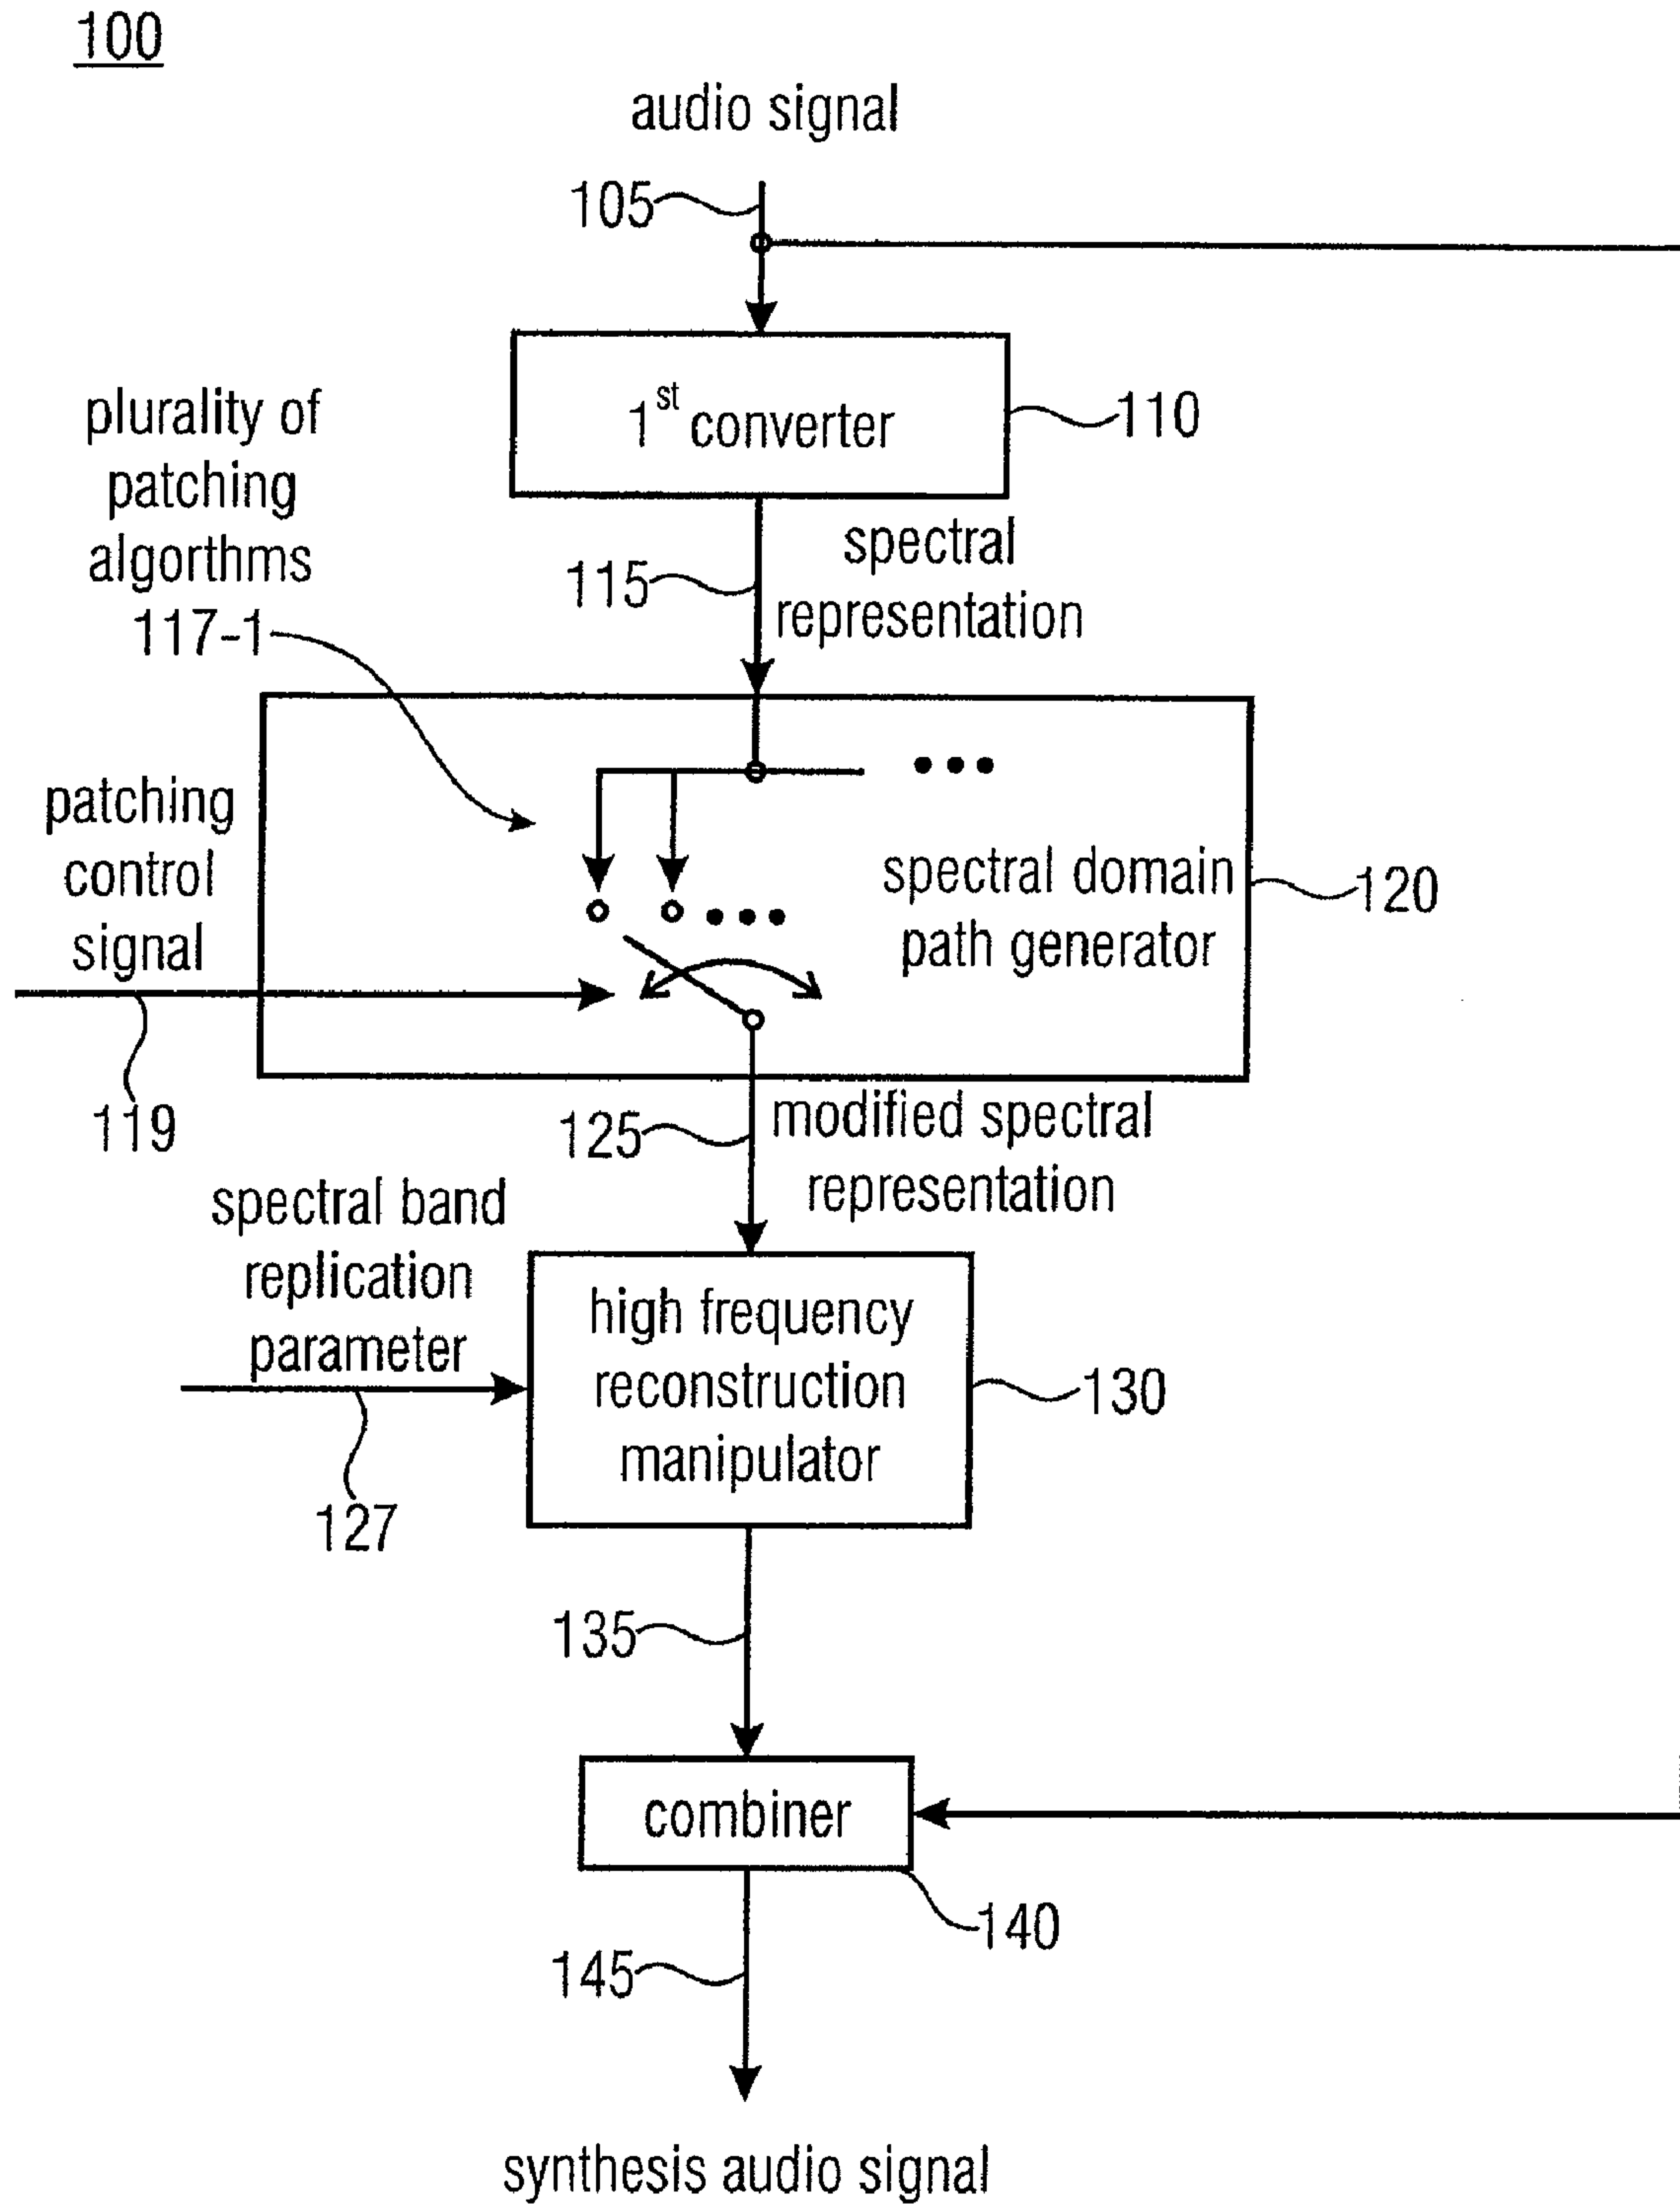 100
audio signal
105
1st converter
110
plurality of
patching
algorthms
117-1
115
spectral
representation
patching
control
signal
119
spectral domain
path generator
120
125
modified spectral
representation
spectral band
replication
parameter
127
high frequency
reconstruction
manipulator
130
135
combiner
140
145
synthesis audio signal